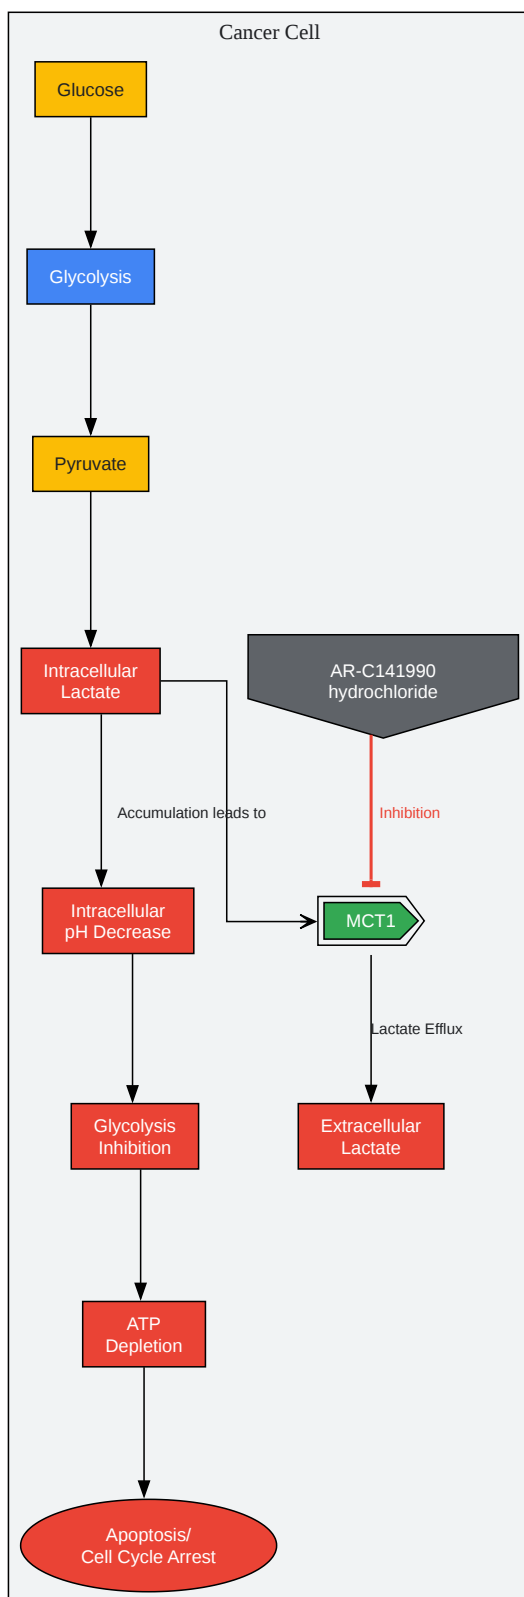 Cancer Cell
Glucose
Glycolysis
Pyruvate
Intracellular
Lactate
AR-C141990
hydrochloride
Accumulation leads to
Inhibition
Intracellular
pH Decrease
MCT1
Lactate Efflux
Glycolysis
Inhibition
Extracellular
Lactate
ATP
Depletion
Apoptosis/
Cell Cycle Arrest